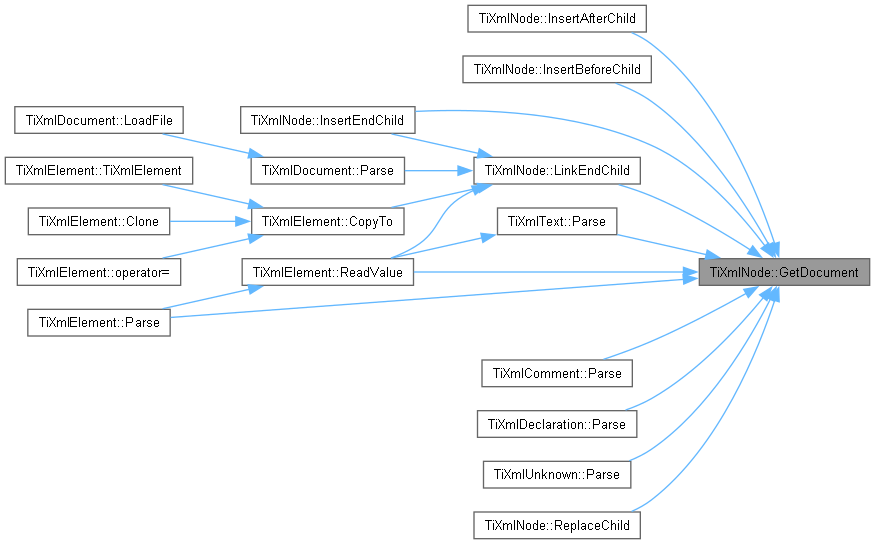 TiXmlNode::InsertAfterChild
TiXmlNode::InsertBeforeChild
TiXmlDocument::LoadFile
TiXmlNode::InsertEndChild
TiXmlElement::TiXmlElement
TiXmlDocument::Parse
TiXmlNode::LinkEndChild
TiXmlElement::Clone
TiXmlElement::CopyTo
TiXmlText::Parse
TiXmlElement::operator=
TiXmlElement::ReadValue
TiXmlNode::GetDocument
TiXmlElement::Parse
TiXmlComment::Parse
TiXmlDeclaration::Parse
TiXmlUnknown::Parse
TiXmlNode::ReplaceChild